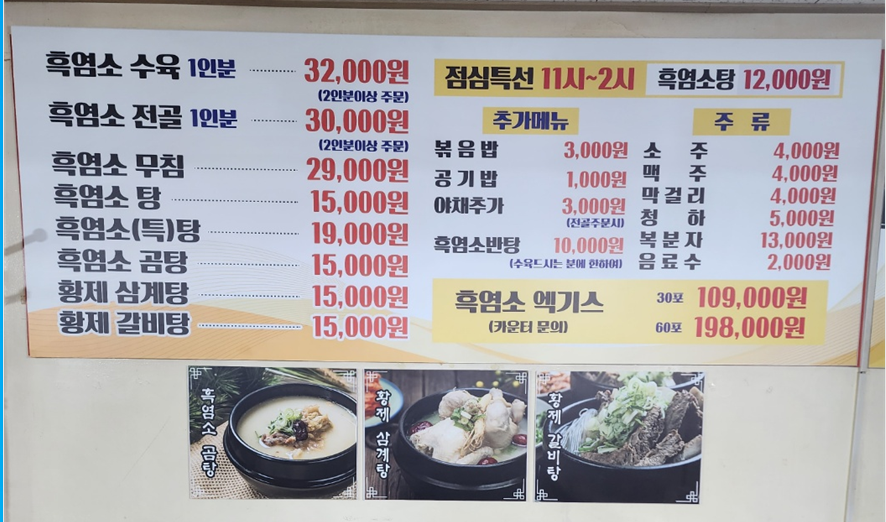 흑염소 수육 1인분 32,000원
(2인분이상 주문)
흑염소 전골 1인분 30,000원
(2인분이상 주문)
흑염소 무침 29,000원
흑염소 탕 15,000원
흑염소(특)탕 19,000원
흑염소 곰탕 15,000원
황제 삼계탕 15,000원
황제 갈비탕 15,000원
점심특선 11시~2시 흑염소탕 12,000원
추가메뉴
볶음밥 3,000원
공기밥 1,000원
야채추가 3,000원
(전골주문시)
흑염소반탕 10,000원
(수육드시는 분에 한하여)
주 류
소 주 4,000원
맥 주 4,000원
막걸리 4,000원
청 하 5,000원
복분자 13,000원
음료수 2,000원
흑염소 엑기스 30포 109,000원
(카운터 문의) 60포 198,000원
흑염소 곰탕
황제 삼계탕
황제 갈비탕